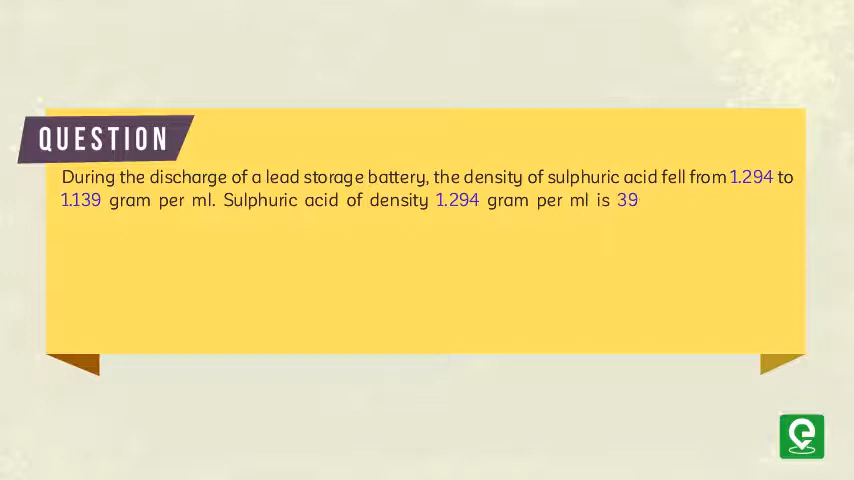 QUESTION
During the discharge of a lead storage battery, the density of sulphuric acid fell from 1.294 to
1.139 gram per ml. Sulphuric acid of density 1.294 gram per ml is 39